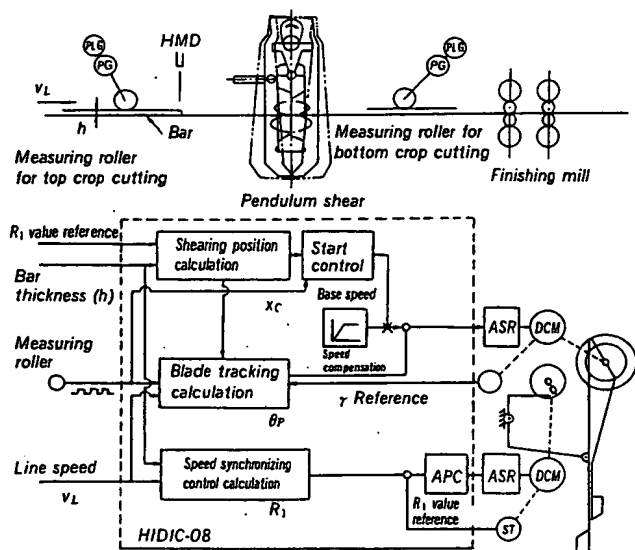 PLG
PG
HMD
PLG
PG
v_L
h
Bar
Measuring roller
for top crop cutting
Measuring roller for
bottom crop cutting
Pendulum shear
Finishing mill
R₁ value reference
Shearing position
calculation
Start
control
Bar
thickness (h)
x_C
Base speed
Speed
compensation
ASR
DCM
Measuring
roller
Blade tracking
calculation
γ Reference
θ_P
Line speed
v_L
Speed synchronizing
control calculation
R₁
APC
ASR
DCM
R₁ value
reference
ST
HIDIC-08